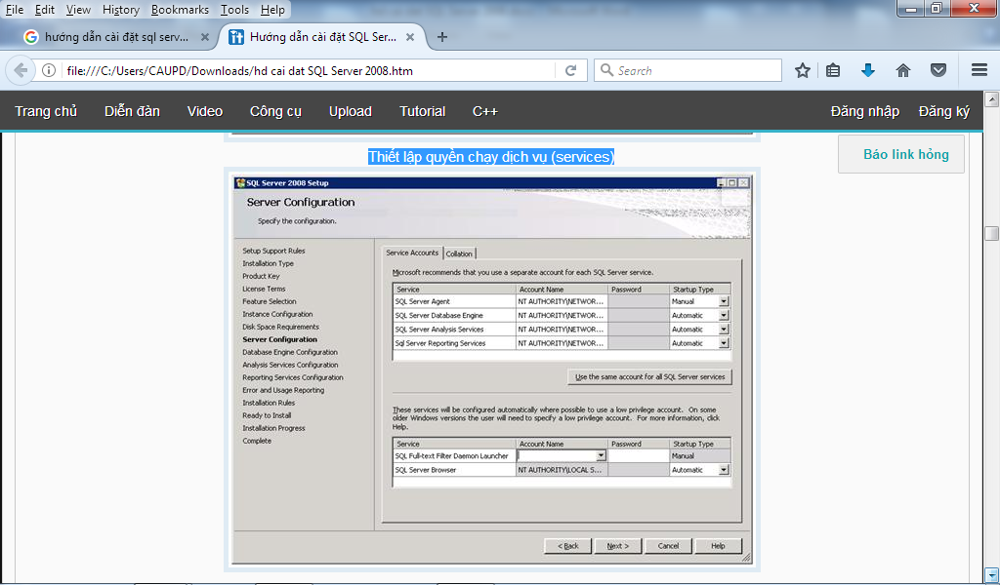 File Edit View History Bookmarks Tools Help
hướng dẫn cài đặt sql serv...
Hướng dẫn cài đặt SQL Ser...
file:///C:/Users/CAUPD/Downloads/hd cai dat SQL Server 2008.htm
Search
Trang chủ Diễn đàn Video Công cụ Upload Tutorial C++ Đăng nhập Đăng ký
Thiết lập quyền chạy dịch vụ (services)
Báo link hỏng
SQL Server 2008 Setup
Server Configuration
Specify the configuration.
Setup Support Rules
Installation Type
Product Key
License Terms
Feature Selection
Instance Configuration
Disk Space Requirements
Server Configuration
Database Engine Configuration
Analysis Services Configuration
Reporting Services Configuration
Error and Usage Reporting
Installation Rules
Ready to Install
Installation Progress
Complete
Service Accounts Collation
Microsoft recommends that you use a separate account for each SQL Server service.
Service Account Name Password Startup Type
SQL Server Agent NT AUTHORITY\NETWOR... Manual
SQL Server Database Engine NT AUTHORITY\NETWOR... Automatic
SQL Server Analysis Services NT AUTHORITY\NETWOR... Automatic
Sql Server Reporting Services NT AUTHORITY\NETWOR... Automatic
Use the same account for all SQL Server services
These services will be configured automatically where possible to use a low privilege account. On some
older Windows versions the user will need to specify a low privilege account. For more information, click
Help.
Service Account Name Password Startup Type
SQL Full-text Filter Daemon Launcher Manual
SQL Server Browser NT AUTHORITY\LOCAL S... Automatic
< Back Next > Cancel Help